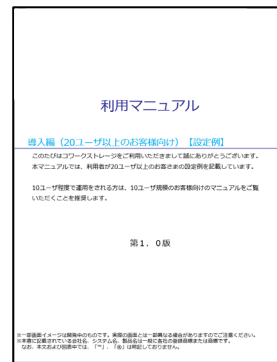 利用マニュアル
導入編（20ユーザ以上のお客様向け）【設定例】
このたびはコワークストレージをご利用いただきまして誠にありがとうございます。
本マニュアルでは、利用者が20ユーザ以上のお客さまの設定例を記載しています。
10ユーザ程度で運用をされる方は、10ユーザ規模のお客様向けのマニュアルをご覧
いただくことを推奨します。
第1．0版
※一部画面イメージは開発中のものです。実際の画面とは一部異なる場合がありますのでご注意ください。
※本書に記載されている会社名、システム名、製品名は一般に各社の登録商標または商標です。
なお、本文および図表中では、「™」、「®」は明記しておりません。